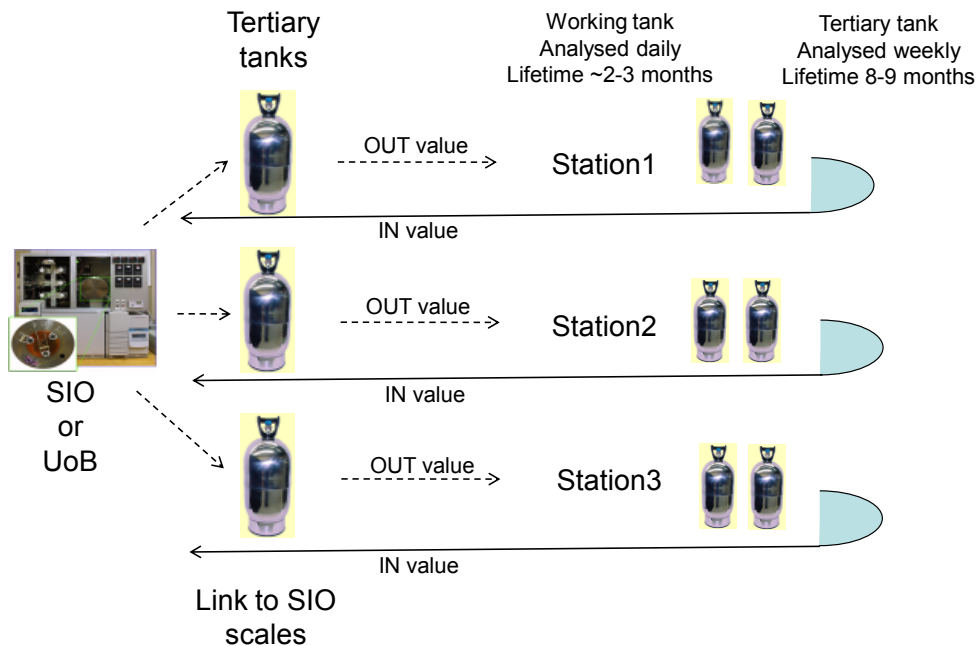 Tertiary
tanks
Working tank
Analysed daily
Lifetime ~2-3 months
Tertiary tank
Analysed weekly
Lifetime 8-9 months
OUT value
Station1
IN value
OUT value
Station2
IN value
SIO
or
UoB
OUT value
Station3
IN value
Link to SIO
scales